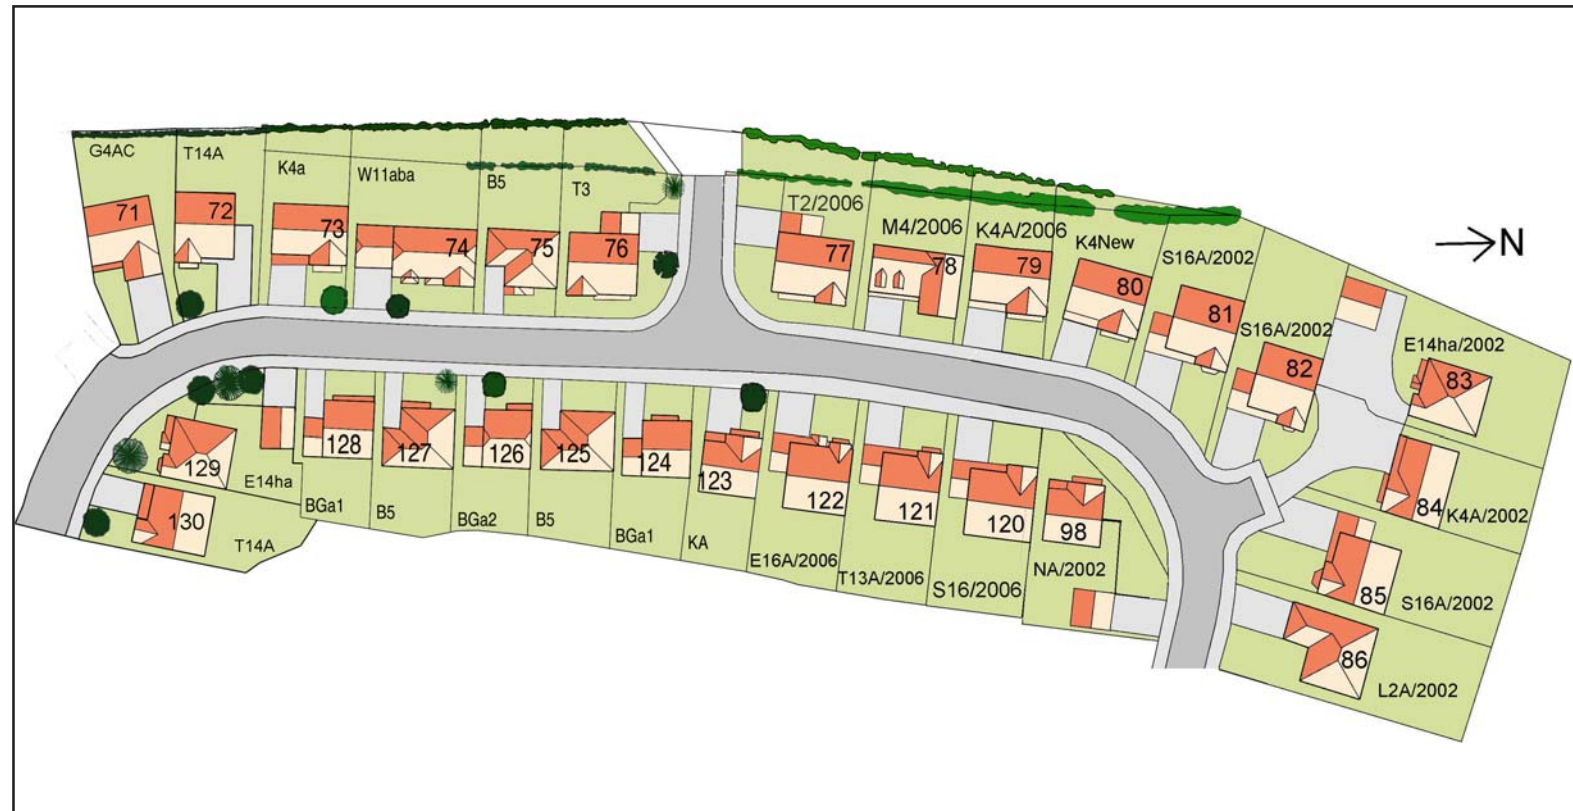 G4AC
T14A
K4a
W11aba
B5
T3
T2/2006
M4/2006
K4A/2006
K4New
S16A/2002
S16A/2002
E14ha/2002
N
71
72
73
74
75
76
77
78
79
80
81
82
83
84
K4A/2002
85
S16A/2002
86
L2A/2002
128
127
126
125
124
123
122
121
120
98
129
E14ha
130
T14A
BGa1
B5
BGa2
B5
BGa1
KA
E16A/2006
T13A/2006
S16/2006
NA/2002